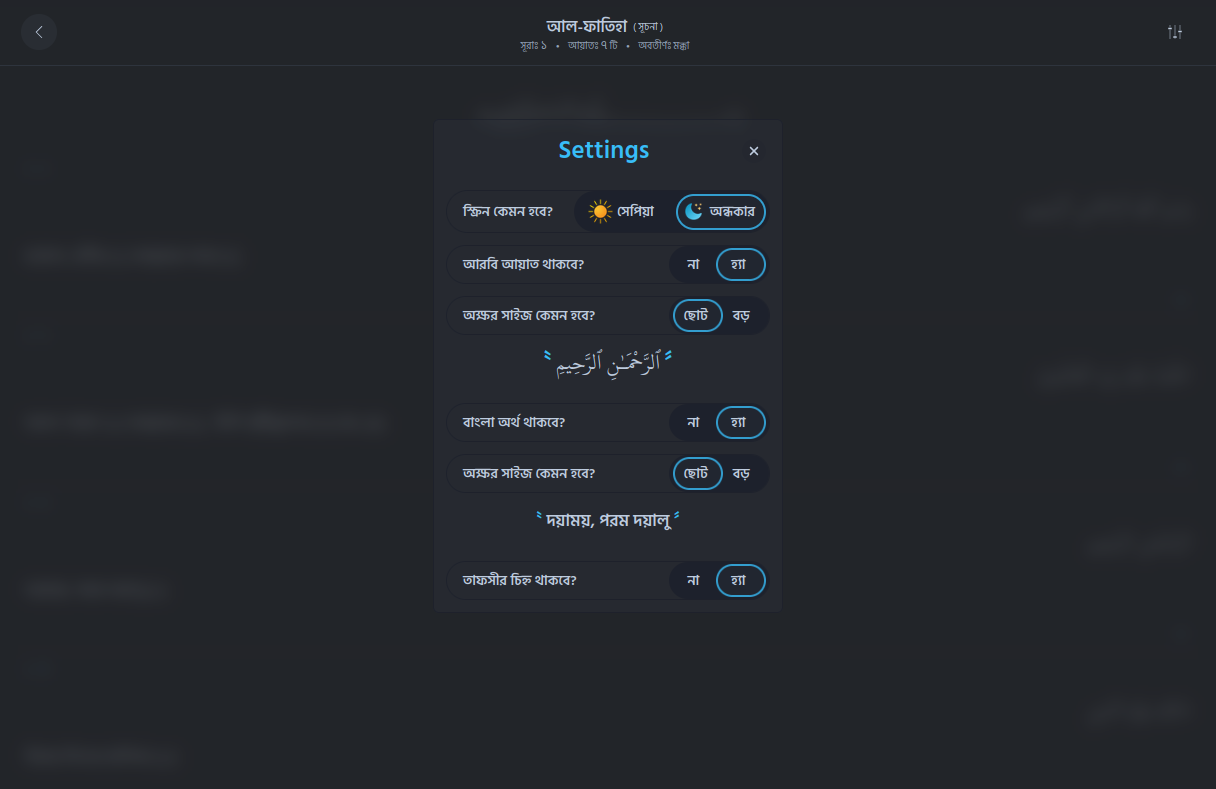 আল-ফাতিহা (সূচনা)
সূরাঃ ১ • আয়াতঃ ৭ টি • অবতীর্ণঃ মক্কা
Settings ×
স্ক্রিন কেমন হবে? সেপিয়া অন্ধকার
আরবি আয়াত থাকবে? না হ্যা
অক্ষর সাইজ কেমন হবে? ছোট বড়
ٱلرَّحْمَـٰنِ ٱلرَّحِيمِ
বাংলা অর্থ থাকবে? না হ্যা
অক্ষর সাইজ কেমন হবে? ছোট বড়
দয়াময়, পরম দয়ালু
তাফসীর চিহ্ন থাকবে? না হ্যা